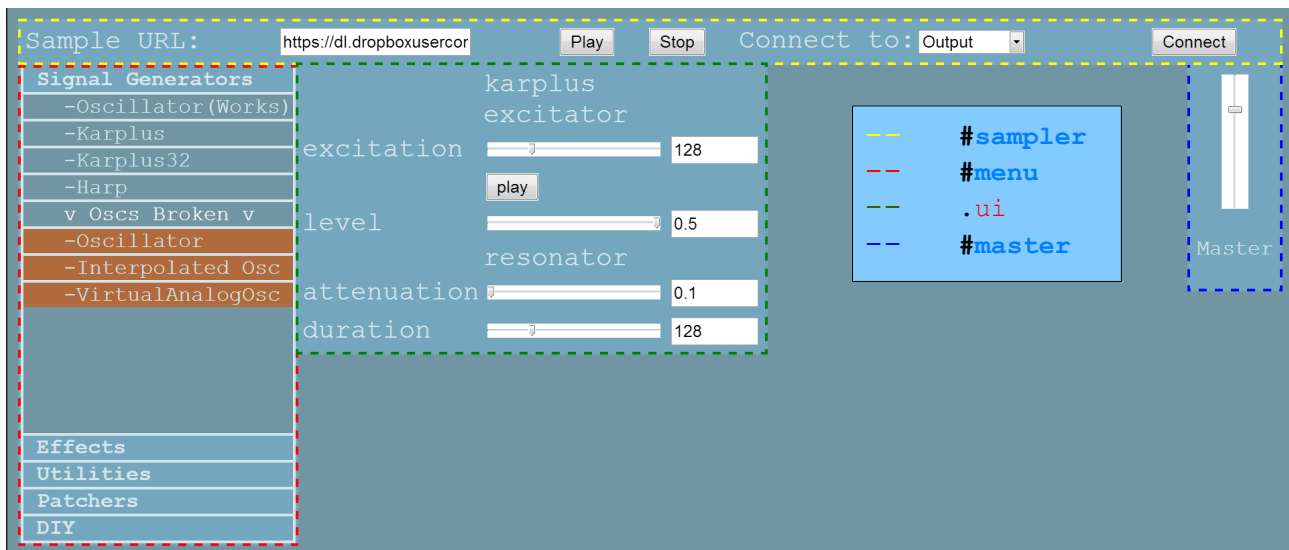 Sample URL: https://dl.dropboxusercor Play Stop Connect to: Output Connect
Signal Generators
-Oscillator(Works)
-Karplus
-Karplus32
-Harp
v Oscs Broken v
-Oscillator
-Interpolated Osc
-VirtualAnalogOsc
Effects
Utilities
Patchers
DIY
karplus
excitator
excitation 128
play
level 0.5
resonator
attenuation 0.1
duration 128
-- #sampler
-- #menu
-- .ui
-- #master
Master